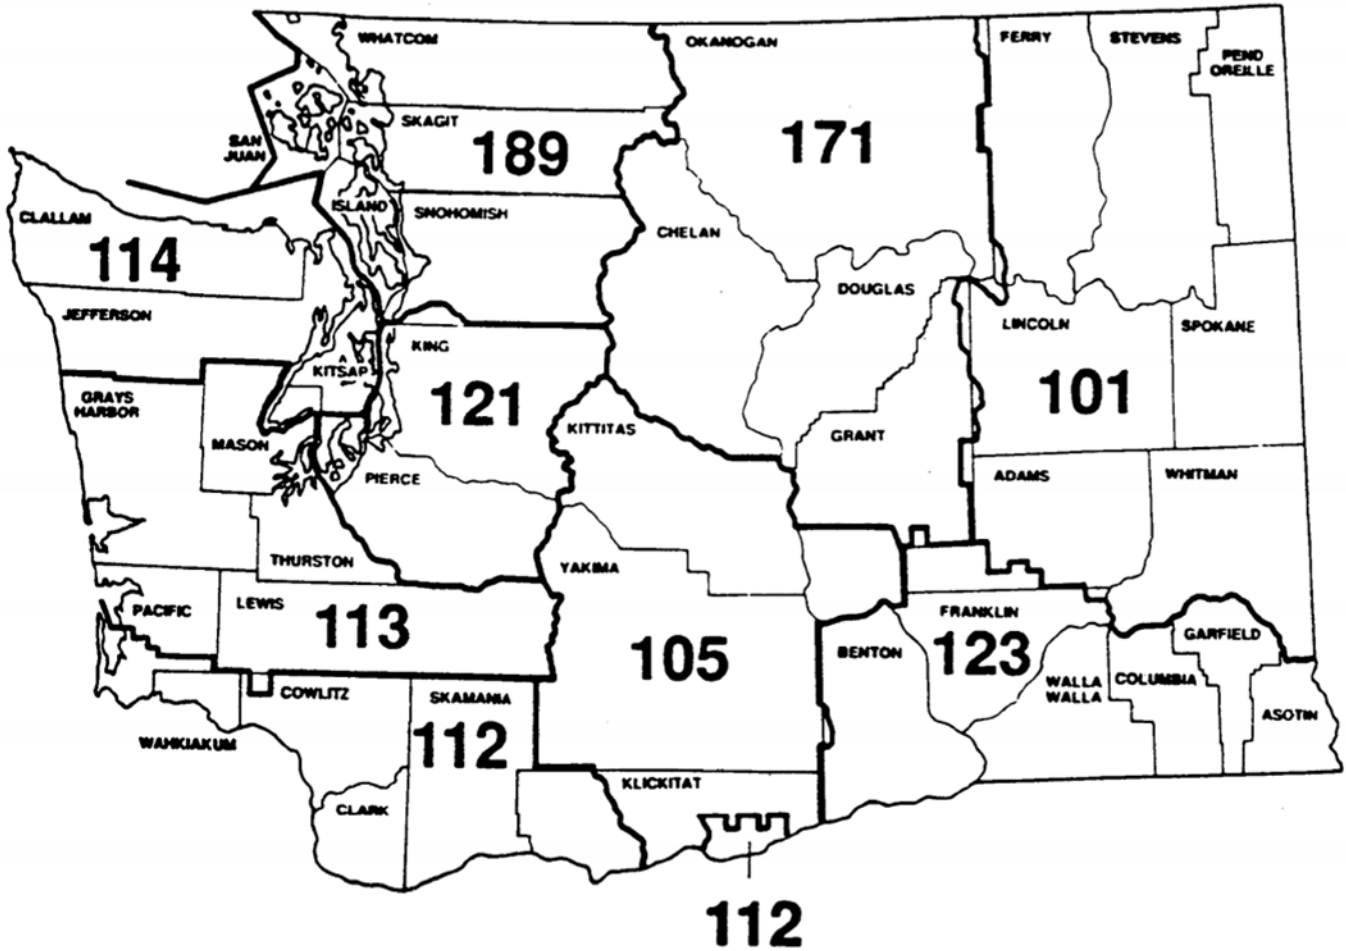 WHATCOM
OKANOGAN
FERRY
STEVENS
PEND
OREILLE
SKAGIT
SAN
JUAN
189
171
ISLAND
SNOHOMISH
CLALLAM
114
CHELAN
DOUGLAS
JEFFERSON
LINCOLN
SPOKANE
KING
KITSAP
121
101
GRAYS
HARBOR
KITTITAS
MASON
GRANT
PIERCE
ADAMS
WHITMAN
THURSTON
YAKIMA
PACIFIC
LEWIS
113
105
FRANKLIN
123
GARFIELD
BENTON
WALLA
WALLA
COLUMBIA
COWLITZ
SKAMANIA
112
ASOTIN
WAHKIAKUM
KLICKITAT
CLARK
112